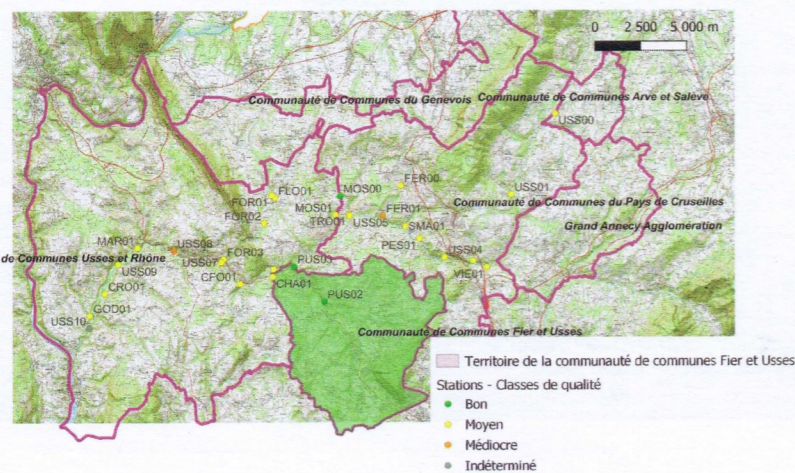 0 2 500 5 000 m
Communauté de Communes du Genevois
Communauté de Communes Arve et Salève
USS00
FER00
FLO01
MOS00
USS01
FOR01
MOS01
FER01
Communauté de Communes du Pays de Cruseilles
TRO01
USS05
FOR02
SMA01
Grand Annecy Agglomération
PES01
MAR01
USS08
de Communes Usses et Rhône
FOR03
USS04
USS07
PUS03
VIE01
USS09
CHA01
CRO01
PUS02
GOD01
USS10
Communauté de Communes Fier et Usses
Territoire de la communauté de communes Fier et Usses
Stations - Classes de qualité
Bon
Moyen
Médiocre
Indéterminé